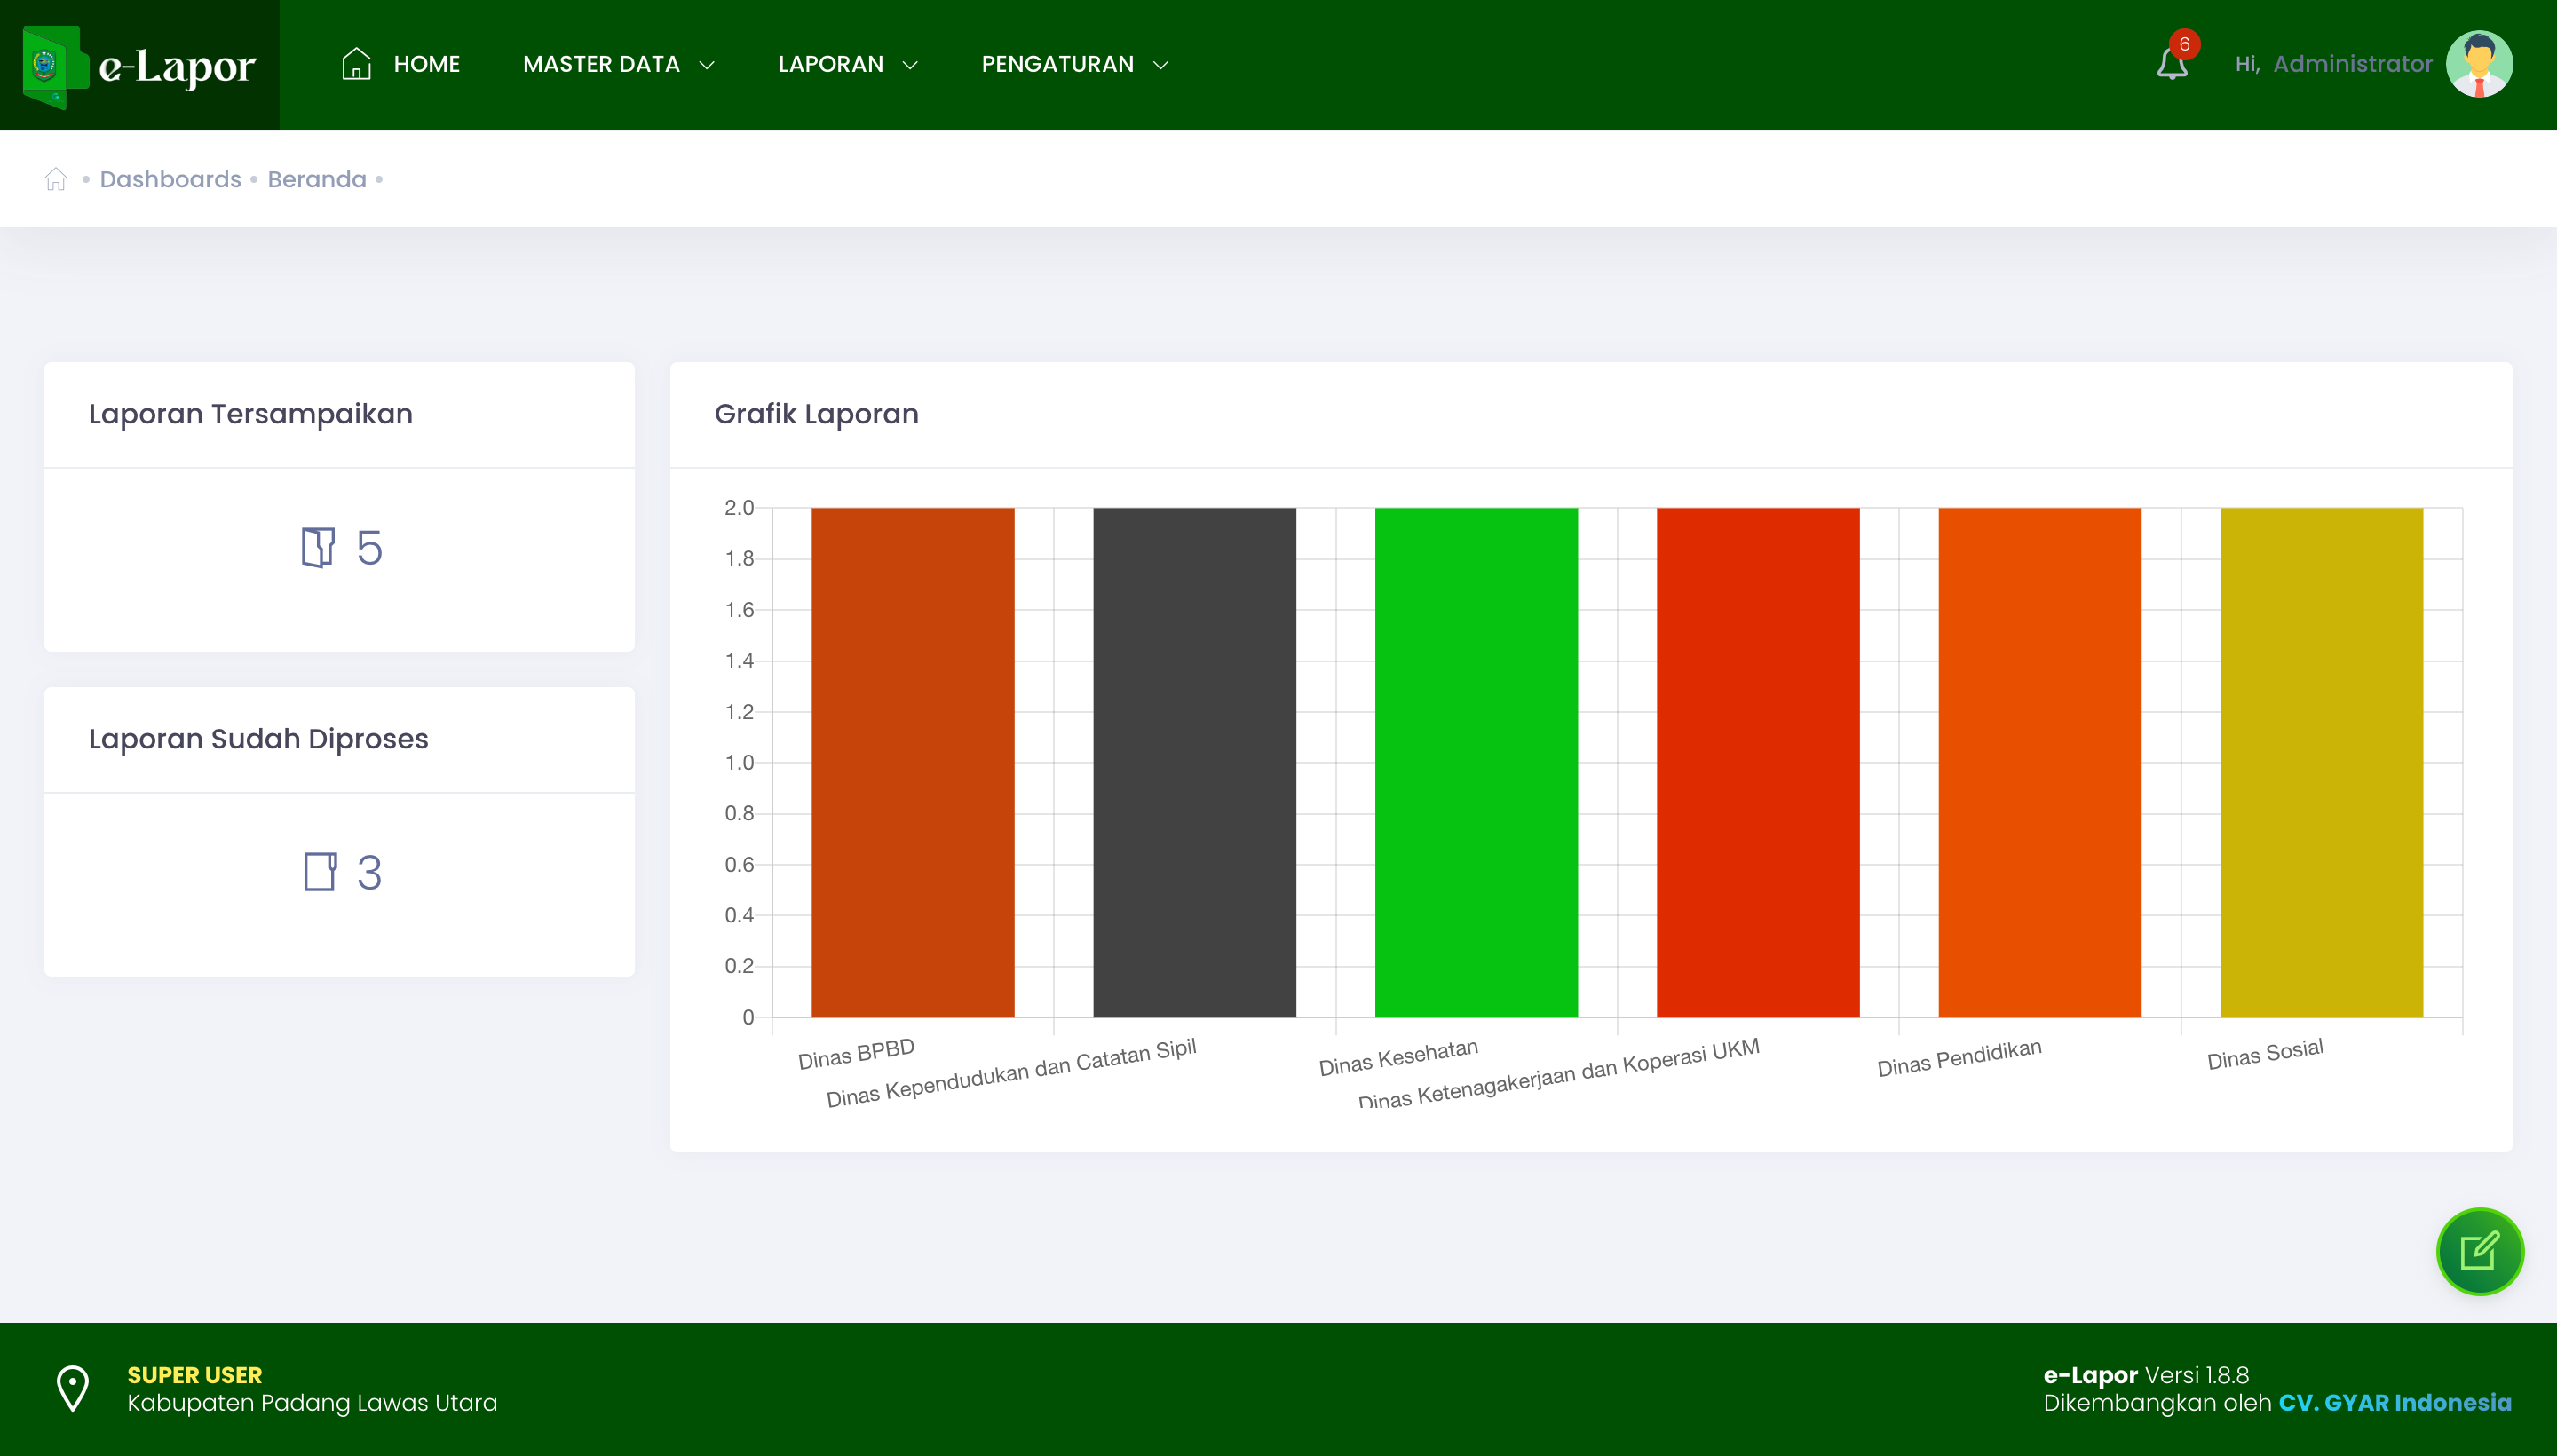 e-Lapor
HOME
MASTER DATA
LAPORAN
PENGATURAN
6
Hi, Administrator
Dashboards • Beranda •
Laporan Tersampaikan
5
Laporan Sudah Diproses
3
Grafik Laporan
2.0
1.8
1.6
1.4
1.2
1.0
0.8
0.6
0.4
0.2
0
Dinas BPBD
Dinas Kependudukan dan Catatan Sipil
Dinas Kesehatan
Dinas Ketenagakerjaan dan Koperasi UKM
Dinas Pendidikan
Dinas Sosial
SUPER USER
Kabupaten Padang Lawas Utara
e-Lapor Versi 1.8.8
Dikembangkan oleh CV. GYAR Indonesia